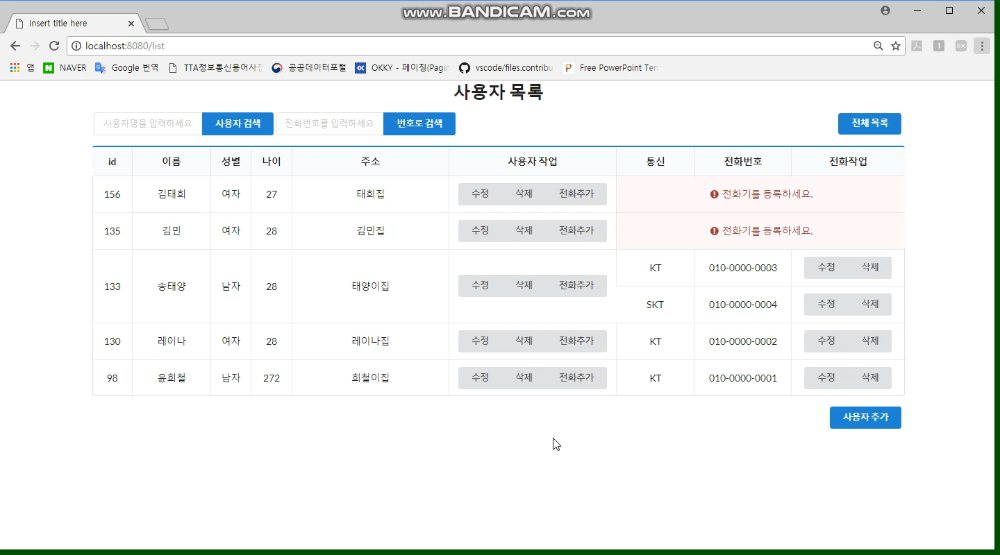 www.BANDICAM.com
Insert title here
localhost:8080/list
앱 NAVER Google 번역 TTA정보통신용어사전 공공데이터포털 OKKY - 페이징(Pagin vscode/files.contribu Free PowerPoint Ten
사용자 목록
사용자명을 입력하세요 사용자 검색 전화번호를 입력하세요 번호로 검색 전체 목록
id 이름 성별 나이 주소 사용자 작업 통신 전화번호 전화작업
156 김태희 여자 27 태희집 수정 삭제 전화추가 전화기를 등록하세요.
135 김민 여자 28 김민집 수정 삭제 전화추가 전화기를 등록하세요.
KT 010-0000-0003 수정 삭제
133 송태양 남자 28 태양이집 수정 삭제 전화추가
SKT 010-0000-0004 수정 삭제
130 레이나 여자 28 레이나집 수정 삭제 전화추가 KT 010-0000-0002 수정 삭제
98 윤희철 남자 272 희철이집 수정 삭제 전화추가 KT 010-0000-0001 수정 삭제
사용자 추가